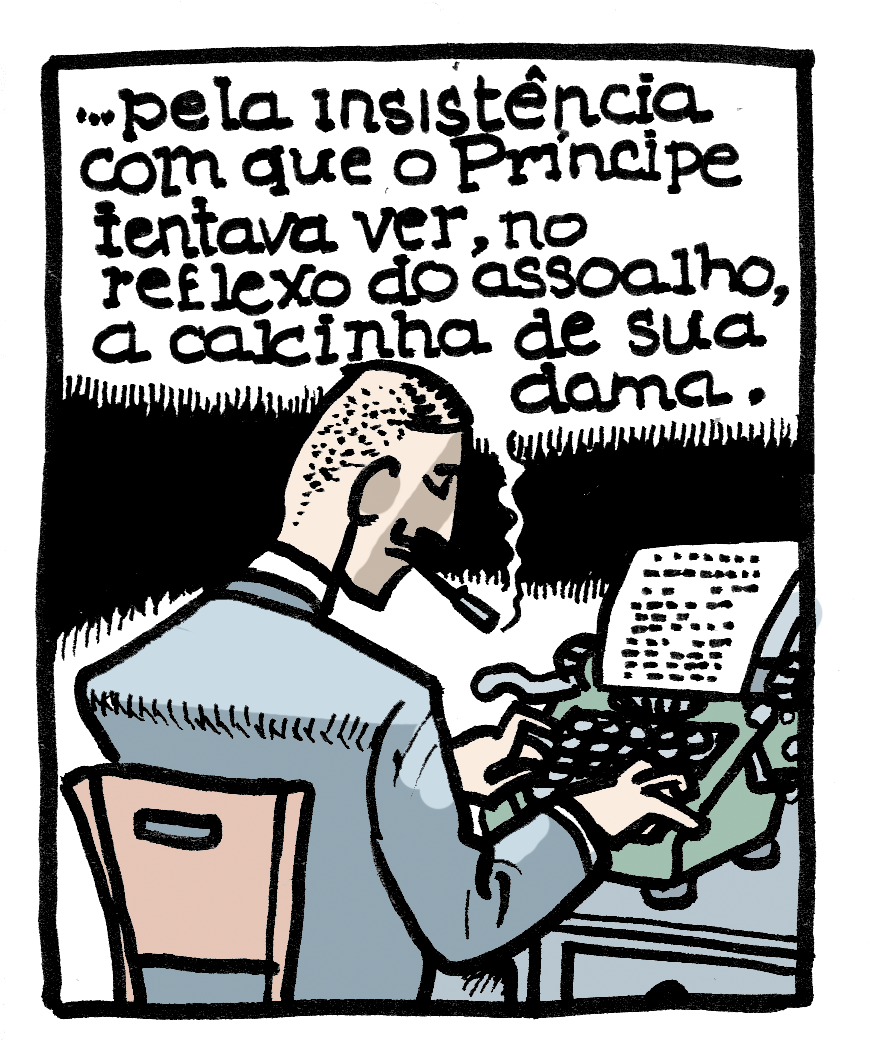 ...pela insistência
com que o Príncipe
tentava ver, no
reflexo do assoalho,
a calcinha de sua
dama.